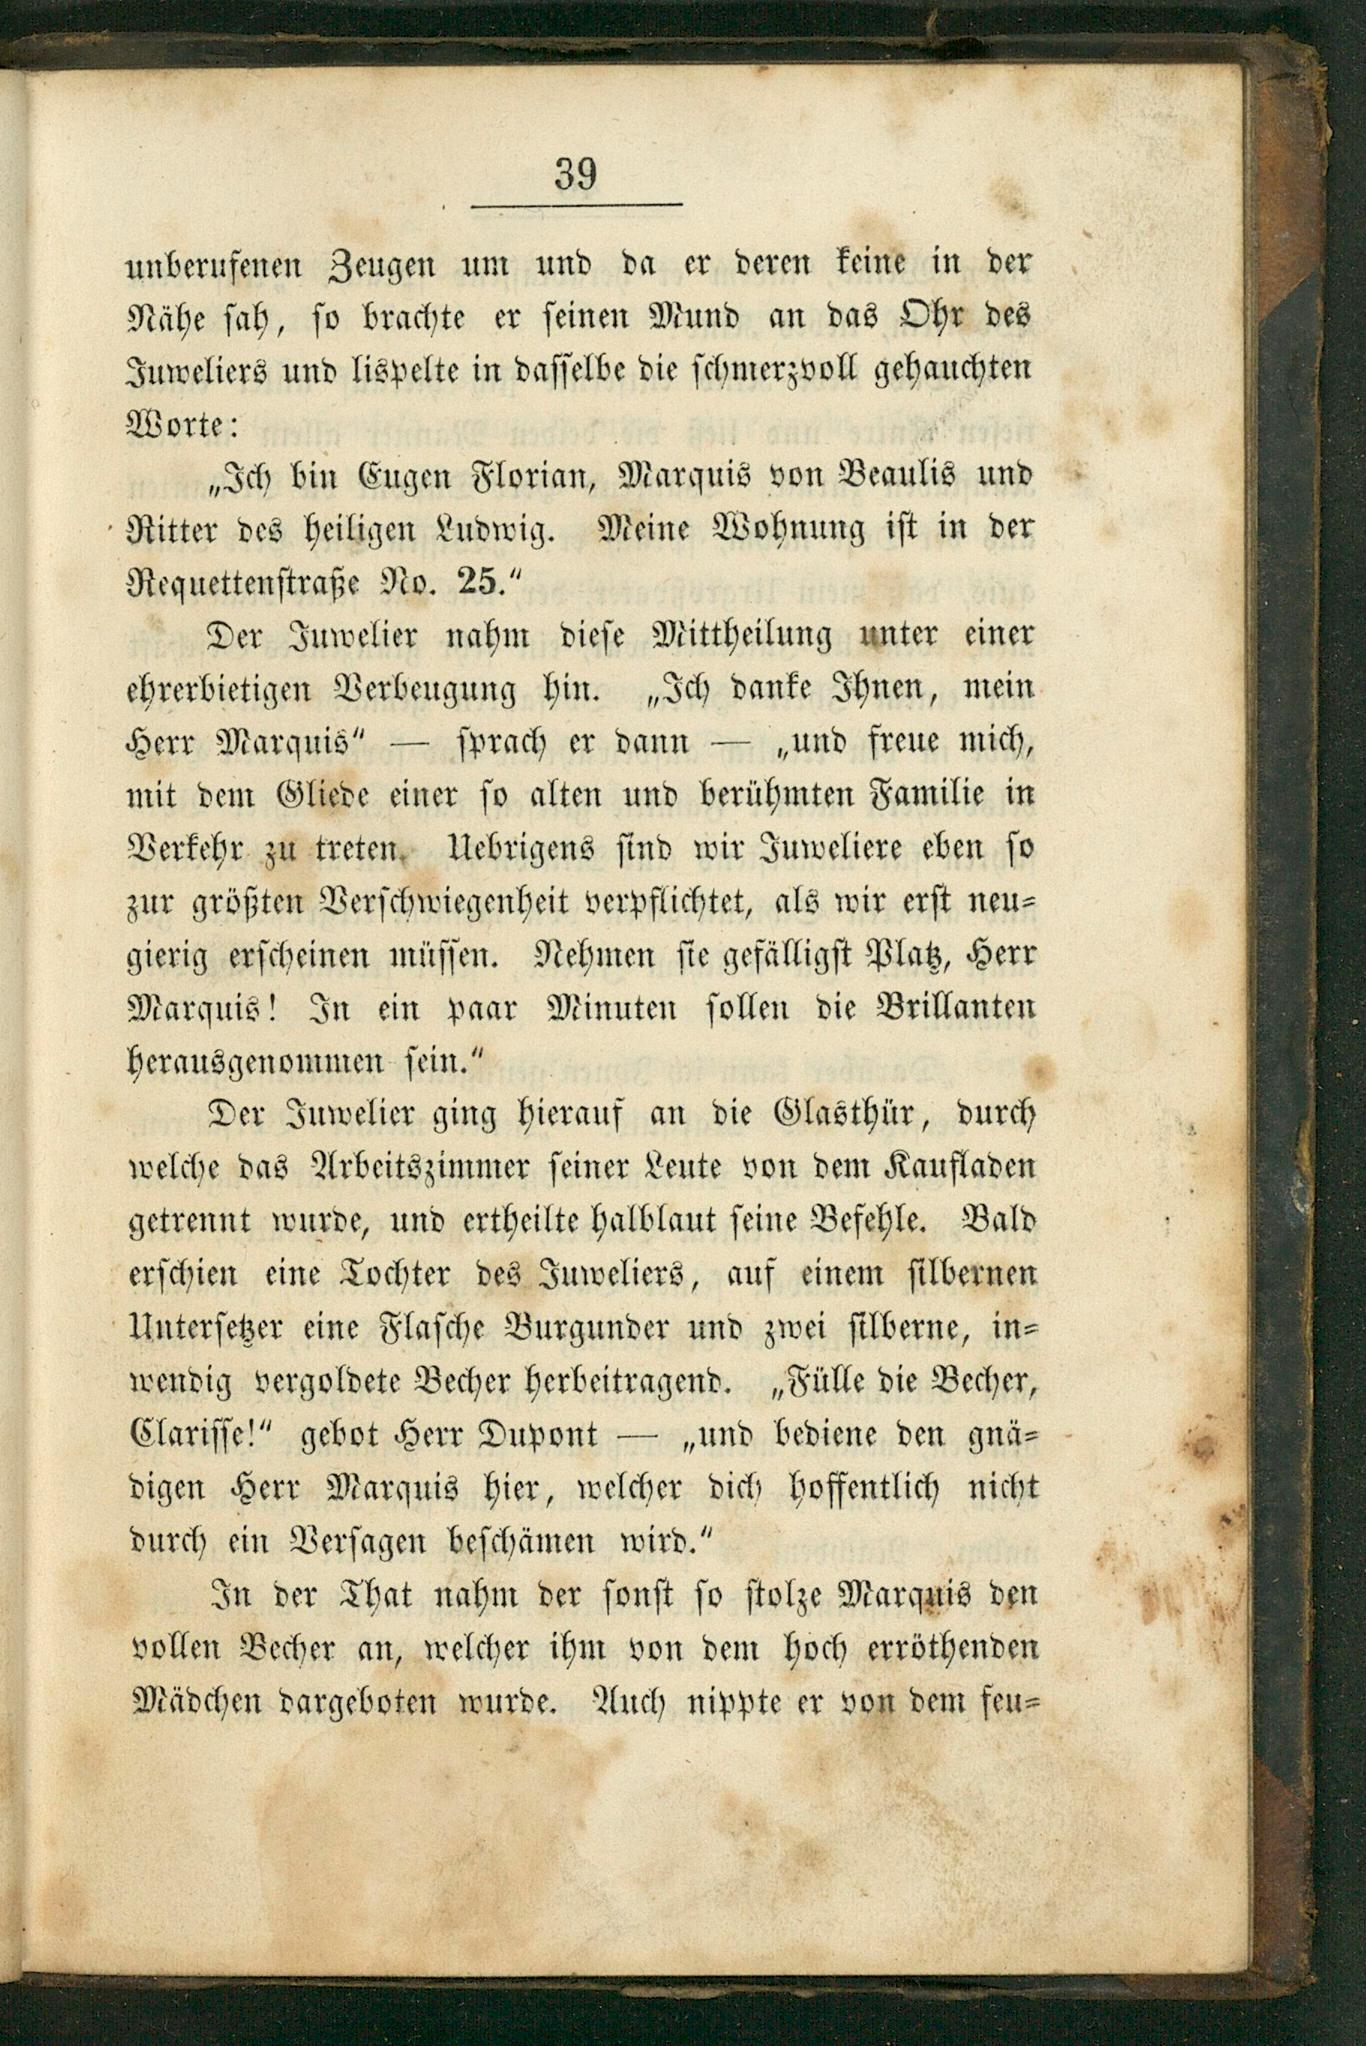 39
unberufenen Zeugen um und da er deren keine in der
Nähe sah, so brachte er seinen Mund an das Ohr des
Juweliers und lispelte in dasselbe die schmerzvoll gehauchten
Worte:
„Ich bin Eugen Florian, Marquis von Beaulis und
Ritter des heiligen Ludwig. Meine Wohnung ist in der
Requettenstraße No. 25.“
Der Juwelier nahm diese Mittheilung unter einer
ehrerbietigen Verbeugung hin. „Ich danke Ihnen, mein
Herr Marquis“ — sprach er dann — „und freue mich,
mit dem Gliede einer so alten und berühmten Familie in
Verkehr zu treten. Uebrigens sind wir Juweliere eben so
zur größten Verschwiegenheit verpflichtet, als wir erst neu-
gierig erscheinen müssen. Nehmen sie gefälligst Platz, Herr
Marquis! In ein paar Minuten sollen die Brillanten
herausgenommen sein.“
Der Juwelier ging hierauf an die Glasthür, durch
welche das Arbeitszimmer seiner Leute von dem Kaufladen
getrennt wurde, und ertheilte halblaut seine Befehle. Bald
erschien eine Tochter des Juweliers, auf einem silbernen
Untersetzer eine Flasche Burgunder und zwei silberne, in-
wendig vergoldete Becher herbeitragend. „Fülle die Becher,
Clarisse!“ gebot Herr Dupont — „und bediene den gnä-
digen Herr Marquis hier, welcher dich hoffentlich nicht
durch ein Versagen beschämen wird.“
In der That nahm der sonst so stolze Marquis den
vollen Becher an, welcher ihm von dem hoch erröthenden
Mädchen dargeboten wurde. Auch nippte er von dem feu-